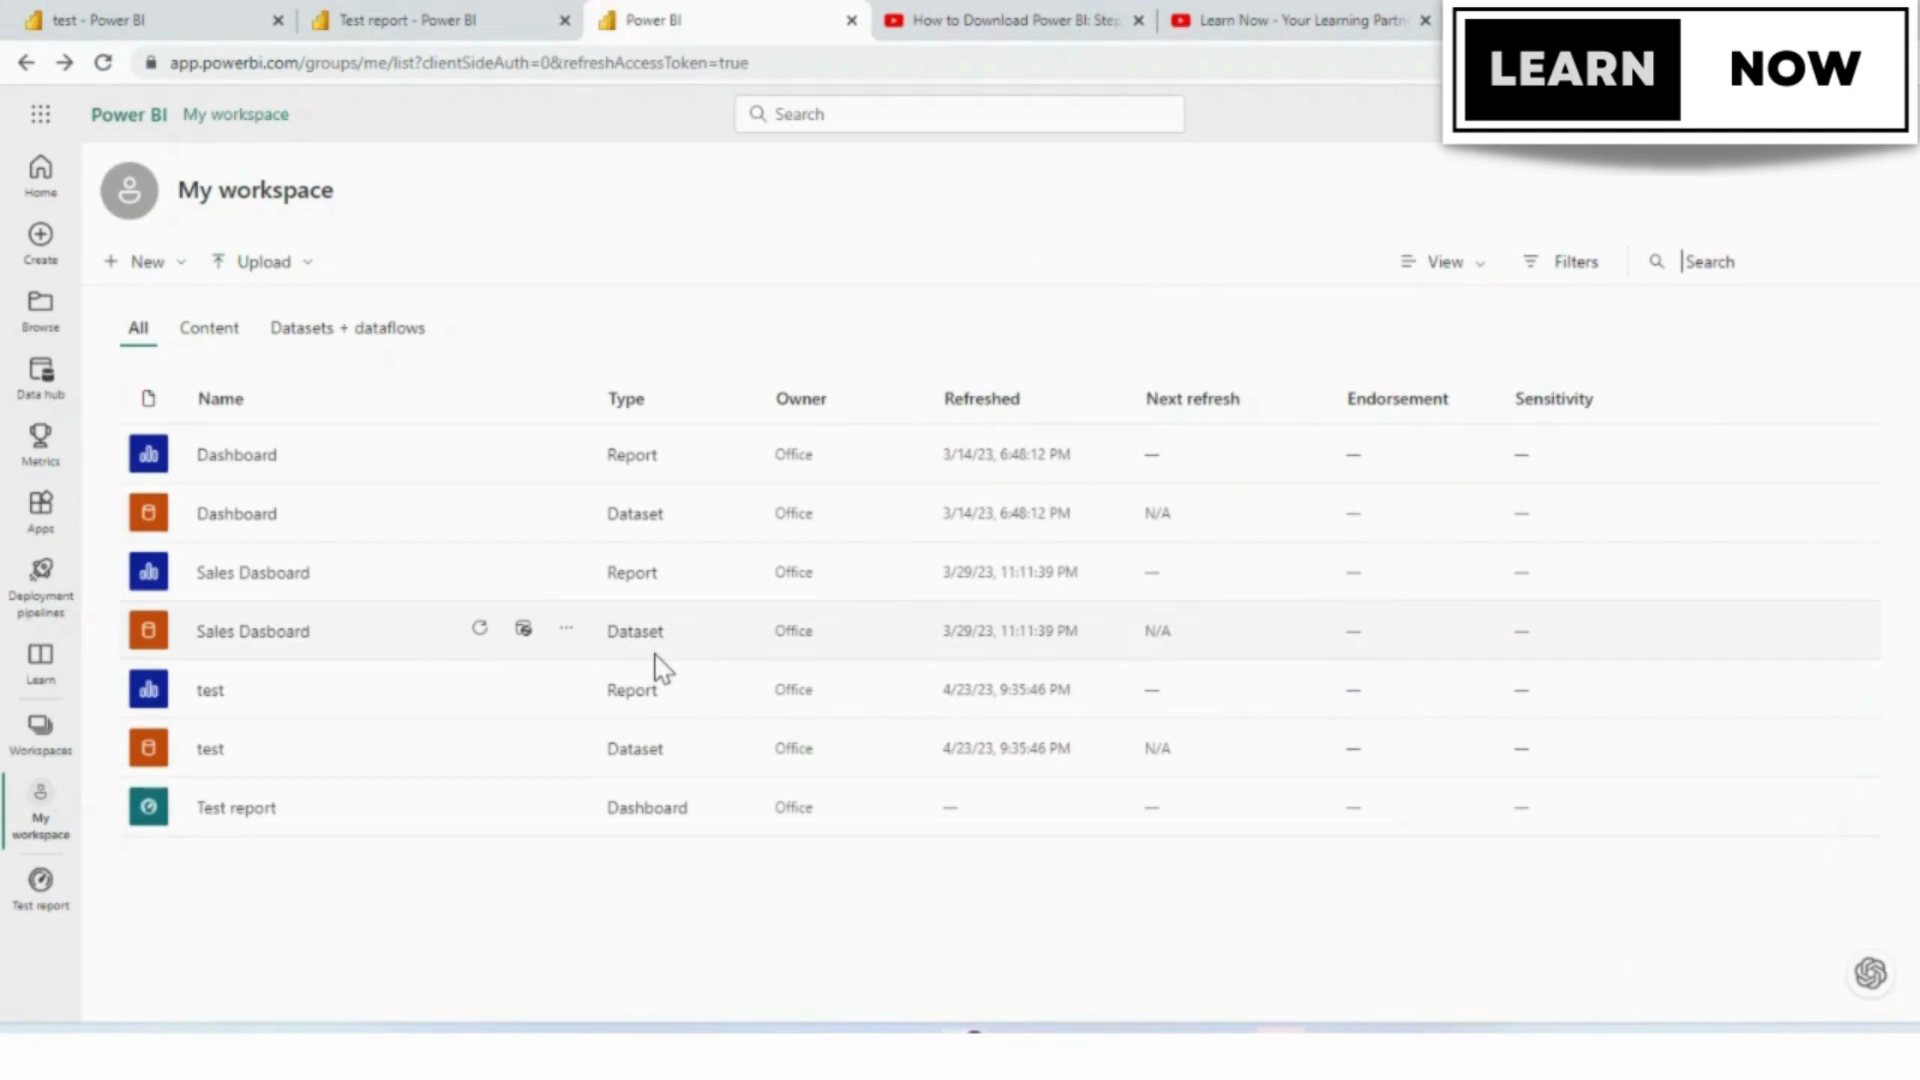 test - Power BI
Test report - Power BI
Power BI
How to Download Power BI: Step
Learn Now - Your Learning Partn
LEARN NOW
app.powerbi.com/groups/me/list?clientSideAuth=0&refreshAccessToken=true
Power BI My workspace
Search
Home
Create
Browse
Data hub
Metrics
Apps
Deployment
pipelines
Learn
Workspaces
My
workspace
Test report
My workspace
New Upload
View Filters Search
All Content Datasets + dataflows
Name Type Owner Refreshed Next refresh Endorsement Sensitivity
Dashboard Report Office 3/14/23, 6:48:12 PM — — —
Dashboard Dataset Office 3/14/23, 6:48:12 PM N/A — —
Sales Dasboard Report Office 3/29/23, 11:11:39 PM — — —
Sales Dasboard Dataset Office 3/29/23, 11:11:39 PM N/A — —
test Report Office 4/23/23, 9:35:46 PM — — —
test Dataset Office 4/23/23, 9:35:46 PM N/A — —
Test report Dashboard Office — — — —